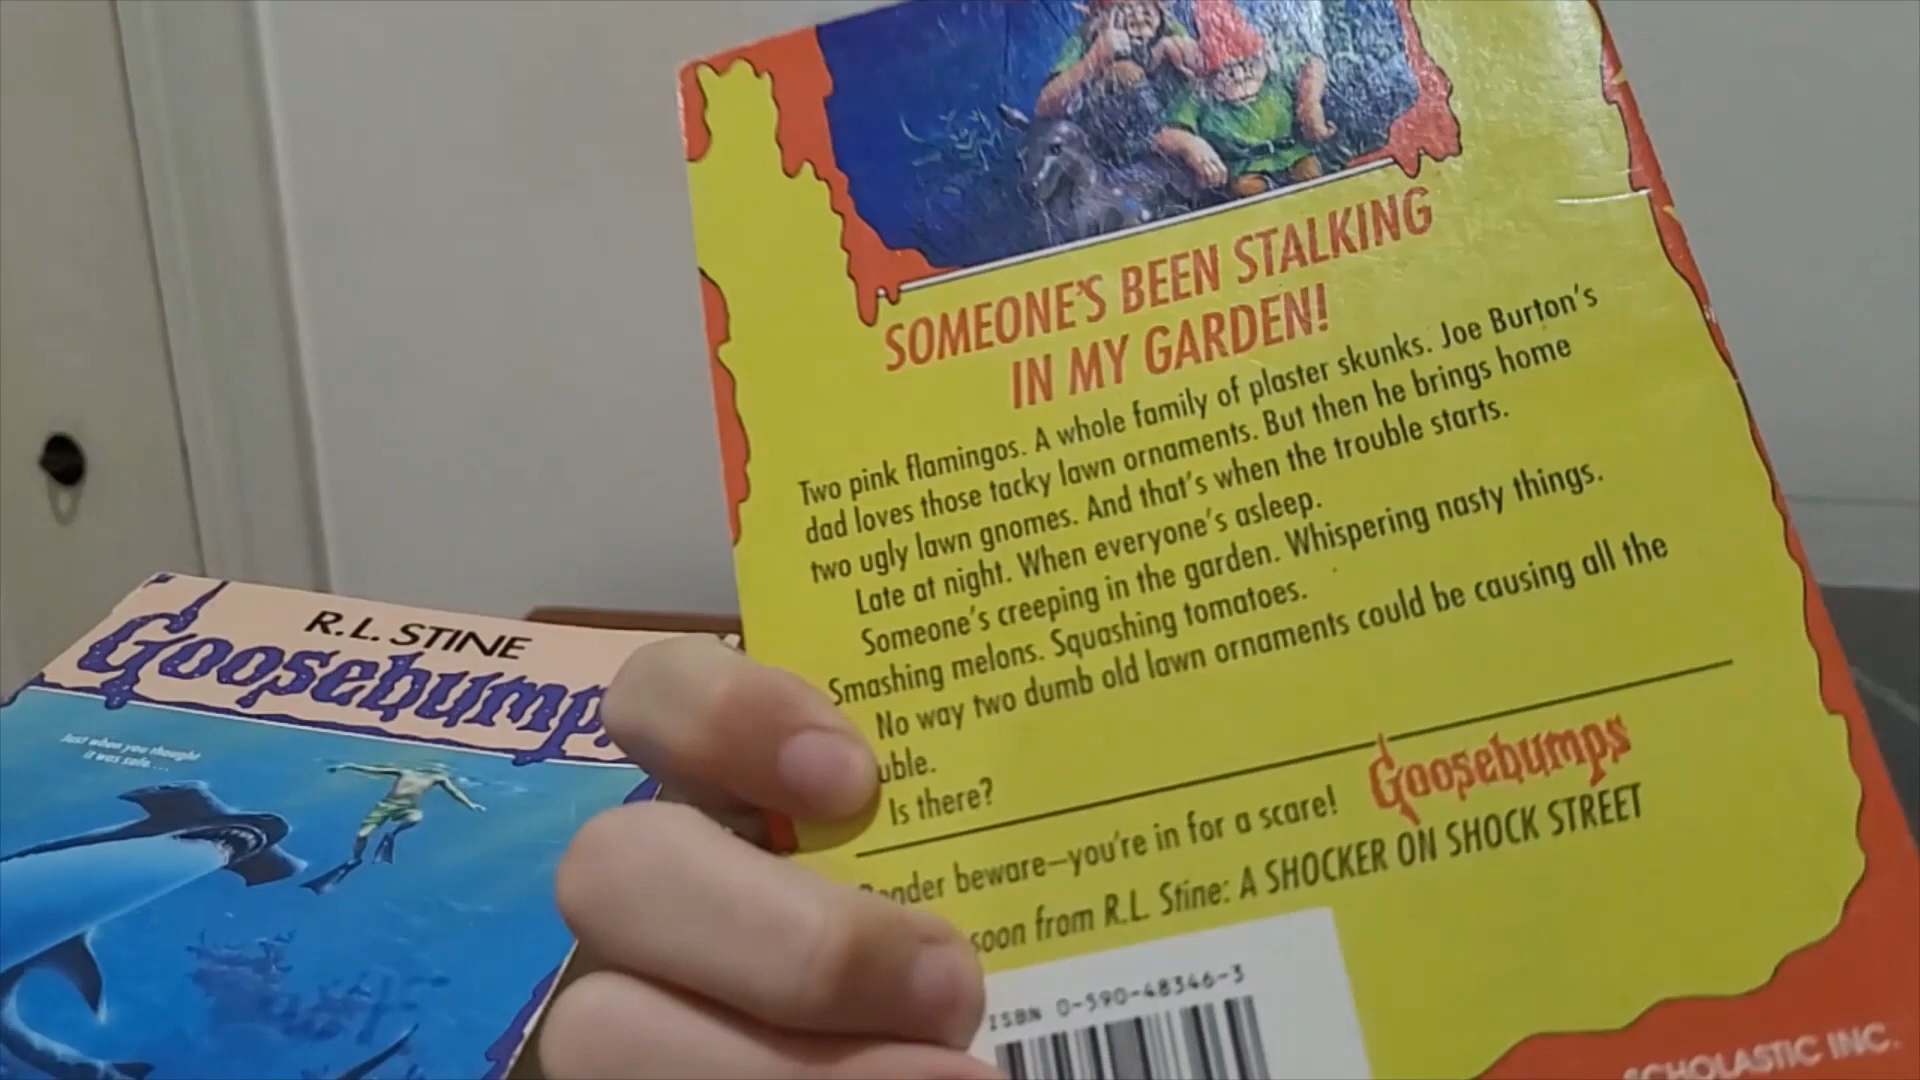 SOMEONE'S BEEN STALKING
IN MY GARDEN!
Two pink flamingos. A whole family of plaster skunks. Joe Burton's
dad loves those tacky lawn ornaments. But then he brings home
two ugly lawn gnomes. And that's when the trouble starts.
Late at night. When everyone's asleep.
Someone's creeping in the garden. Whispering nasty things.
Smashing melons. Squashing tomatoes.
No way two dumb old lawn ornaments could be causing all the
uble.
Is there?
ader beware—you're in for a scare!
Goosebumps
soon from R.L. Stine: A SHOCKER ON SHOCK STREET
ISBN 0-590-48346-3
SCHOLASTIC INC.
R.L. STINE
Goosebumps
Just when you thought
it was safe....